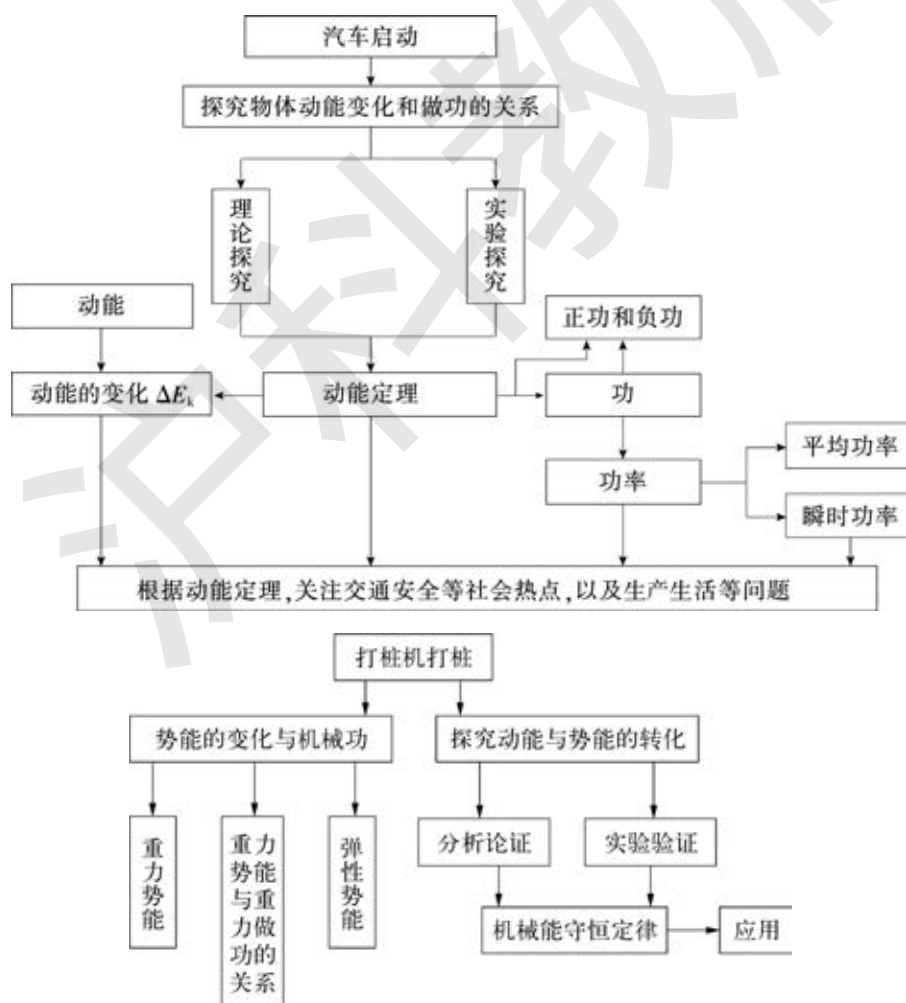 汽车启动
探究物体动能变化和做功的关系
理论探究
实验探究
动能
正功和负功
动能的变化 ΔEₖ
动能定理
功
功率
平均功率
瞬时功率
根据动能定理,关注交通安全等社会热点,以及生产生活等问题
打桩机打桩
势能的变化与机械功
探究动能与势能的转化
重力势能
重力
势能
与重
力做
功的
关系
弹性势能
分析论证
实验验证
机械能守恒定律
应用
沪科教